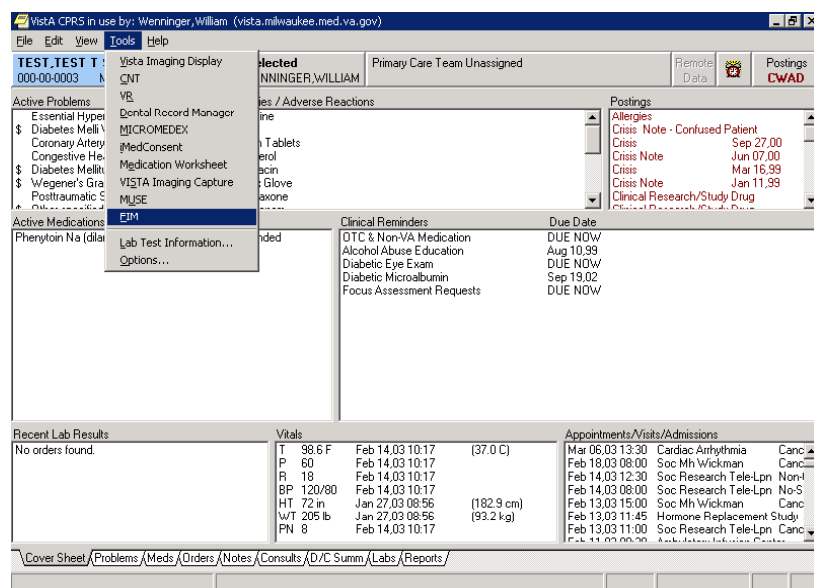 VistA CPRS in use by: Wenninger,William (vista.milwaukee.med.va.gov)
File Edit View Tools Help
TEST,TEST T
000-00-0003
elected
NNINGER,WILLIAM
Primary Care Team Unassigned
Remote
Data
Postings
CWAD
Vista Imaging Display
CNT
VR
Dental Record Manager
MICROMEDEX
iMedConsent
Medication Worksheet
VISTA Imaging Capture
MUSE
FIM
Lab Test Information...
Options...
Active Problems
Essential Hyper
$ Diabetes Melli
Coronary Artery
Congestive He
$ Diabetes Mellitu
$ Wegener's Gra
Posttraumatic S
ies / Adverse Reactions
ine
n Tablets
erol
acin
Glove
axone
Postings
Allergies
Crisis Note - Confused Patient
Crisis Sep 27,00
Crisis Note Jun 07,00
Crisis Mar 16,99
Crisis Note Jan 11,99
Clinical Research/Study Drug
Active Medications
Phenytoin Na (dilan
nded
Clinical Reminders Due Date
OTC & Non-VA Medication DUE NOW
Alcohol Abuse Education Aug 10,99
Diabetic Eye Exam DUE NOW
Diabetic Microalbumin Sep 19,02
Focus Assessment Requests DUE NOW
Recent Lab Results
No orders found.
Vitals
T 98.6 F Feb 14,03 10:17 (37.0 C)
P 60 Feb 14,03 10:17
R 18 Feb 14,03 10:17
BP 120/80 Feb 14,03 10:17
HT 72 in Jan 27,03 08:56 (182.9 cm)
WT 205 lb Jan 27,03 08:56 (93.2 kg)
PN 8 Feb 14,03 10:17
Appointments/Visits/Admissions
Mar 06,03 13:30 Cardiac Arrhythmia Canc
Feb 18,03 08:00 Soc Mh Wickman Canc
Feb 14,03 12:30 Soc Research Tele-Lpn Non-
Feb 14,03 08:00 Soc Research Tele-Lpn No-S
Feb 13,03 15:00 Soc Mh Wickman Canc
Feb 13,03 11:45 Hormone Replacement Study
Feb 13,03 11:00 Soc Research Tele-Lpn Canc
Cover Sheet Problems Meds Orders Notes Consults D/C Summ Labs Reports